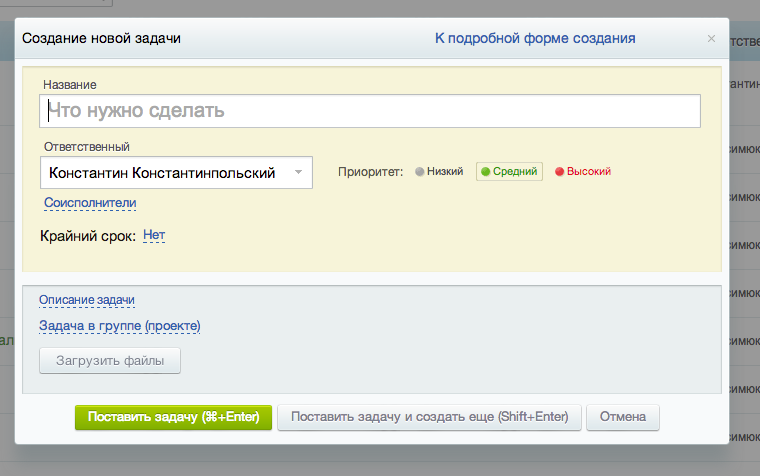 Создание новой задачи К подробной форме создания ×
Название
Что нужно сделать
Ответственный
Константин Константинпольский Приоритет: Низкий Средний Высокий
Соисполнители
Крайний срок: Нет
Описание задачи
Задача в группе (проекте)
Загрузить файлы
Поставить задачу (⌘+Enter) Поставить задачу и создать еще (Shift+Enter) Отмена